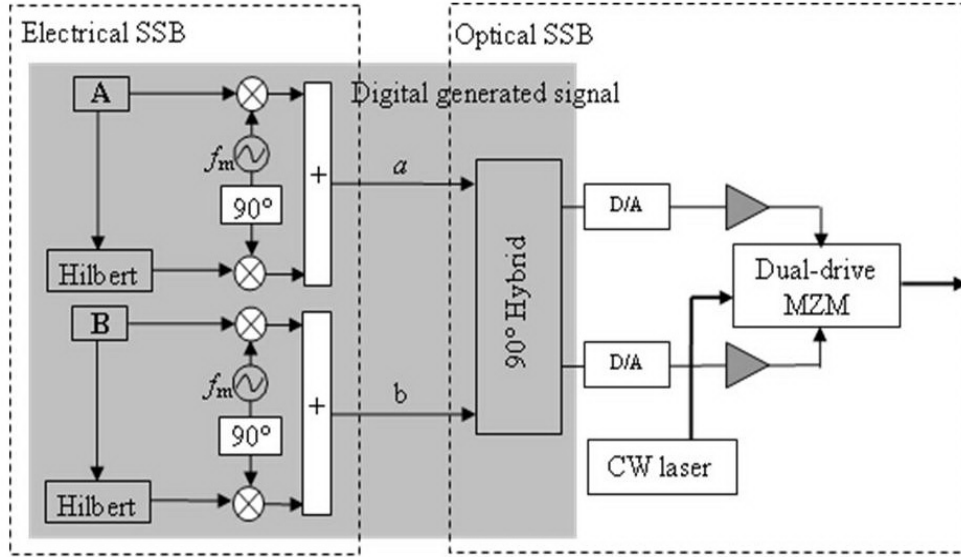 Electrical SSB
Optical SSB
Digital generated signal
A
fm
90°
+
a
Hilbert
B
fm
90°
+
b
Hilbert
90° Hybrid
D/A
D/A
Dual-drive
MZM
CW laser